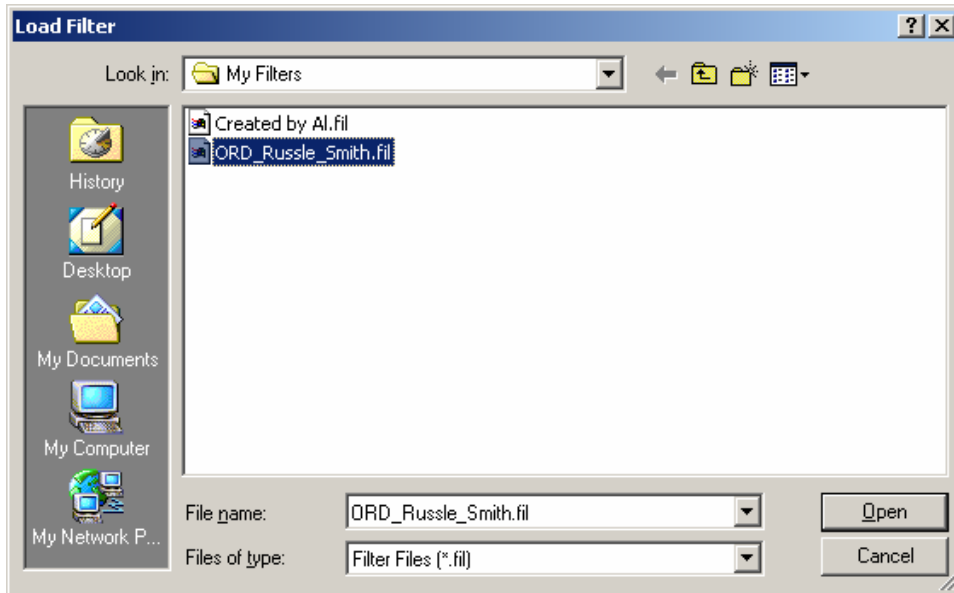 Load Filter
Look in: My Filters
Created by Al.fil
ORD_Russle_Smith.fil
History
Desktop
My Documents
My Computer
My Network P...
File name: ORD_Russle_Smith.fil Open
Files of type: Filter Files (*.fil) Cancel